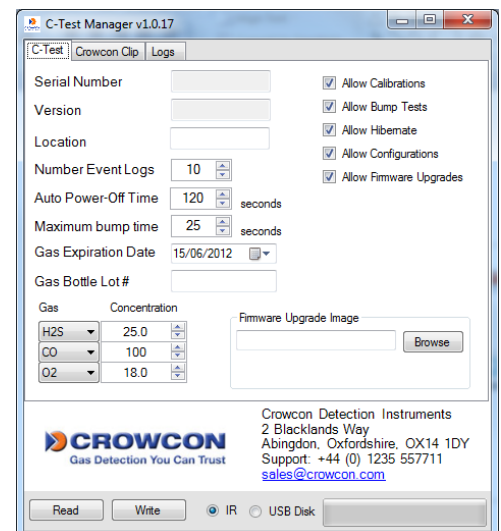 C-Test Manager v1.0.17
C-Test Crowcon Clip Logs
Serial Number
Version
Location
Number Event Logs 10
Auto Power-Off Time 120 seconds
Maximum bump time 25 seconds
Gas Expiration Date 15/06/2012
Gas Bottle Lot #
Allow Calibrations
Allow Bump Tests
Allow Hibernate
Allow Configurations
Allow Firmware Upgrades
Gas Concentration
H2S 25.0
CO 100
O2 18.0
Firmware Upgrade Image
Browse
CROWCON
Gas Detection You Can Trust
Crowcon Detection Instruments
2 Blacklands Way
Abingdon, Oxfordshire, OX14 1DY
Support: +44 (0) 1235 557711
sales@crowcon.com
Read Write IR USB Disk